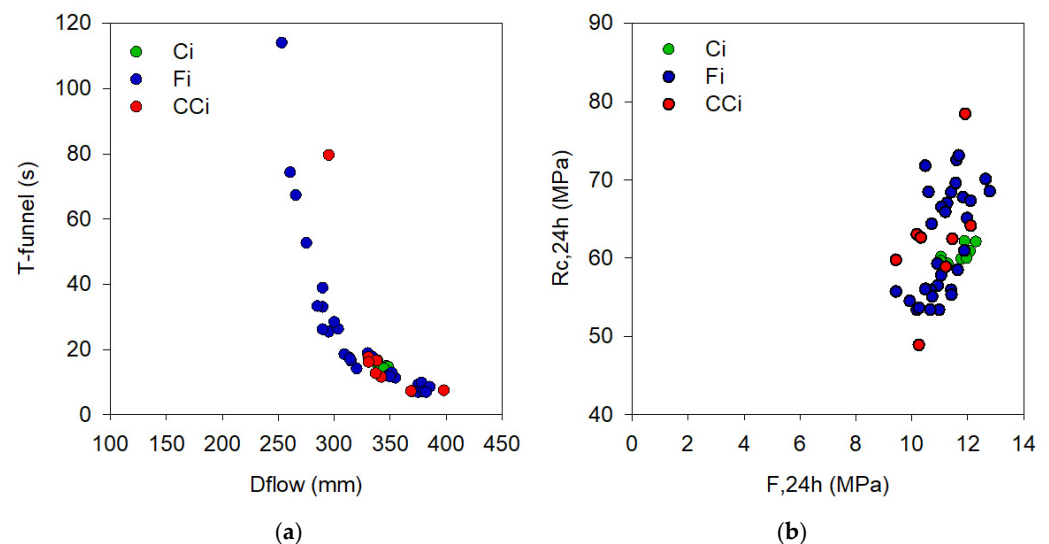 120
100
80
60
40
20
0
T-funnel (s)
Ci
Fi
CCi
100 150 200 250 300 350 400 450
Dflow (mm)
(a)
90
80
70
60
50
40
Rc,24h (MPa)
Ci
Fi
CCi
0 2 4 6 8 10 12 14
F,24h (MPa)
(b)